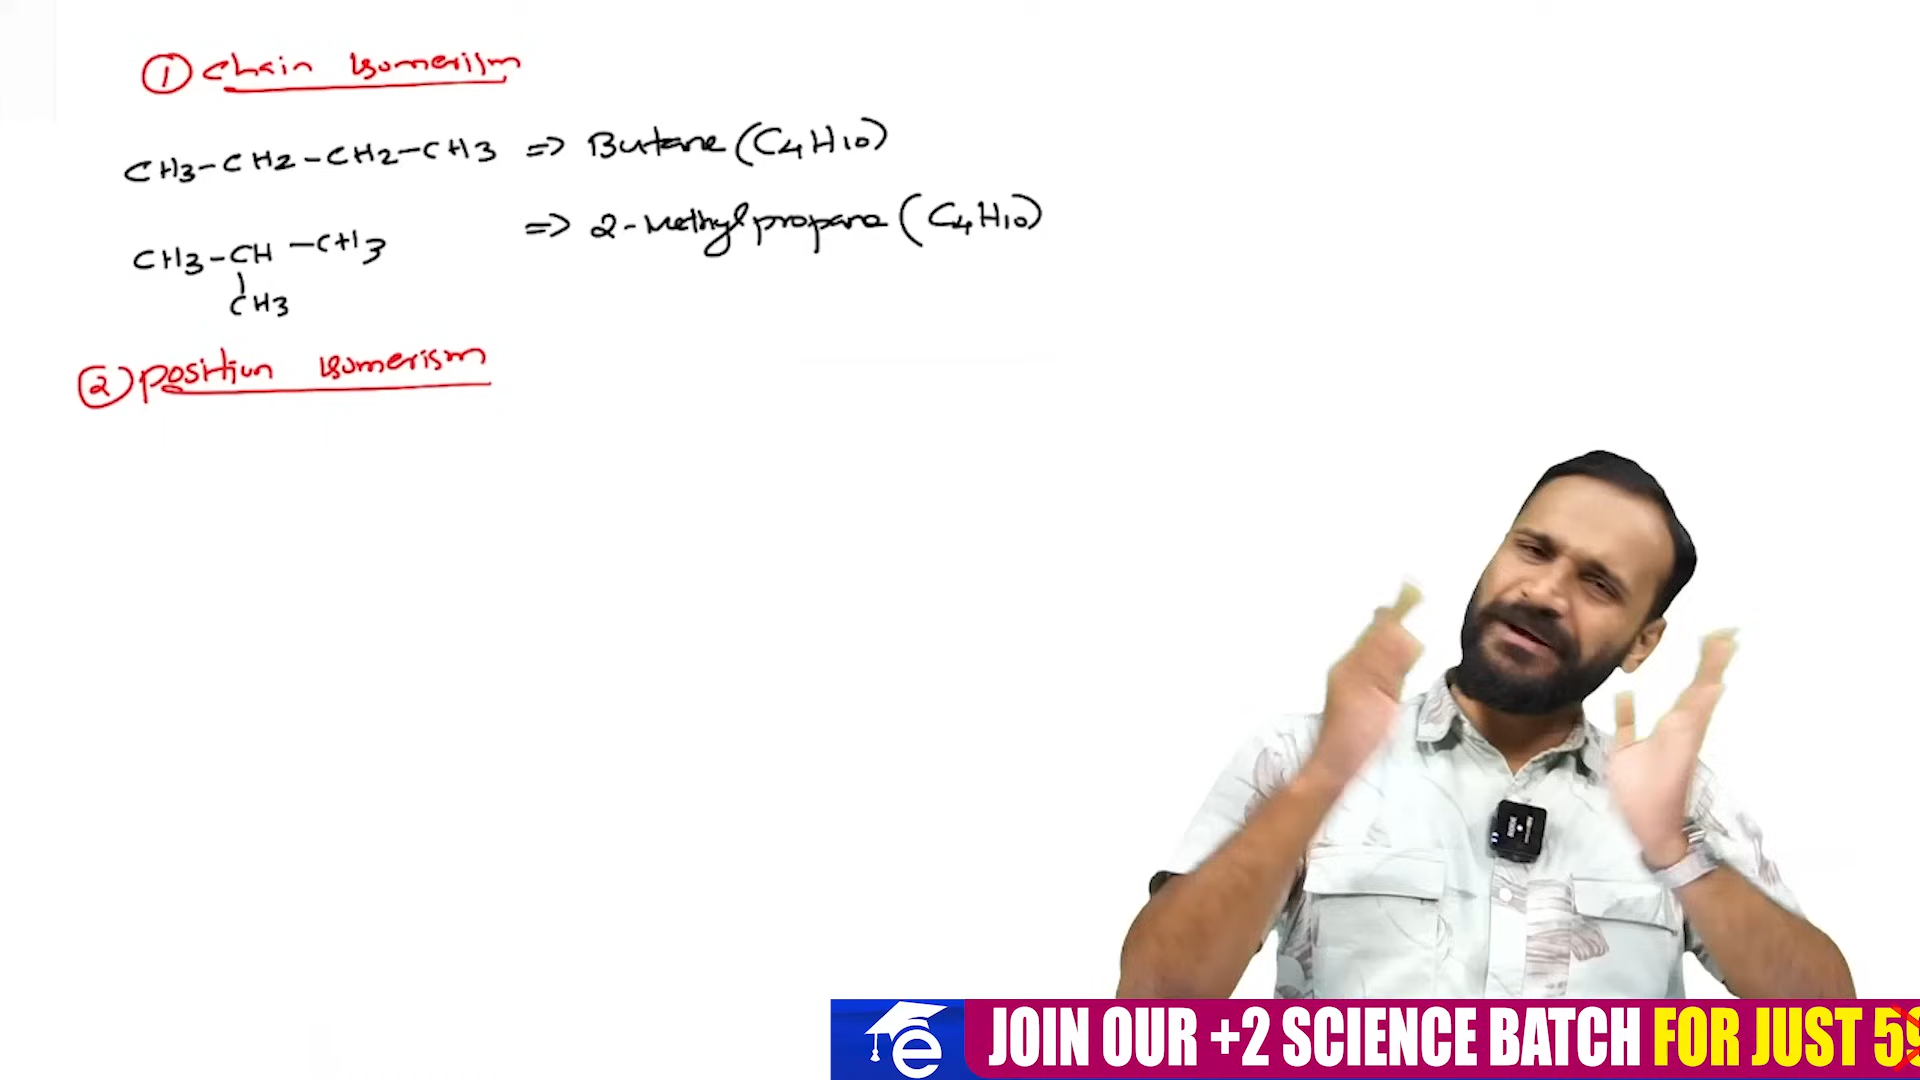 ① Chain isomerism
CH3-CH2-CH2-CH3 => Butane (C4H10)
CH3-CH-CH3 => 2-Methylpropane (C4H10)
|
CH3
② Position isomerism
e JOIN OUR +2 SCIENCE BATCH FOR JUST